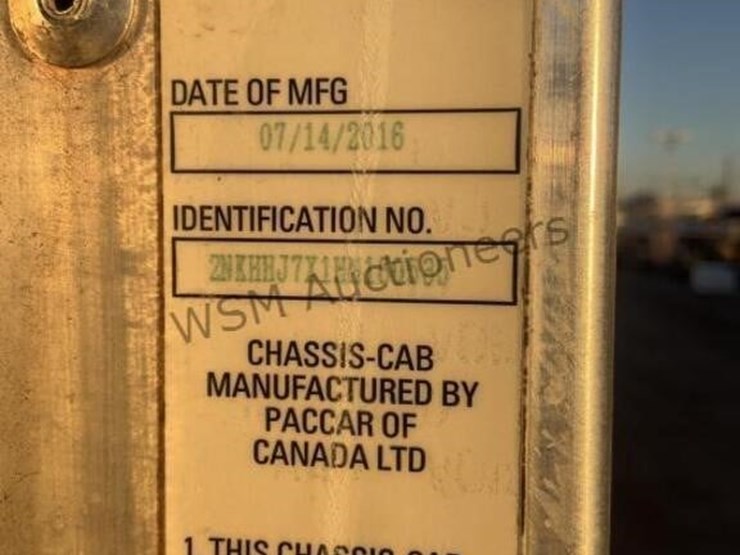 DATE OF MFG
07/14/2016
IDENTIFICATION NO.
WSM Auctioneers
CHASSIS-CAB
MANUFACTURED BY
PACCAR OF
CANADA LTD
1 THIS